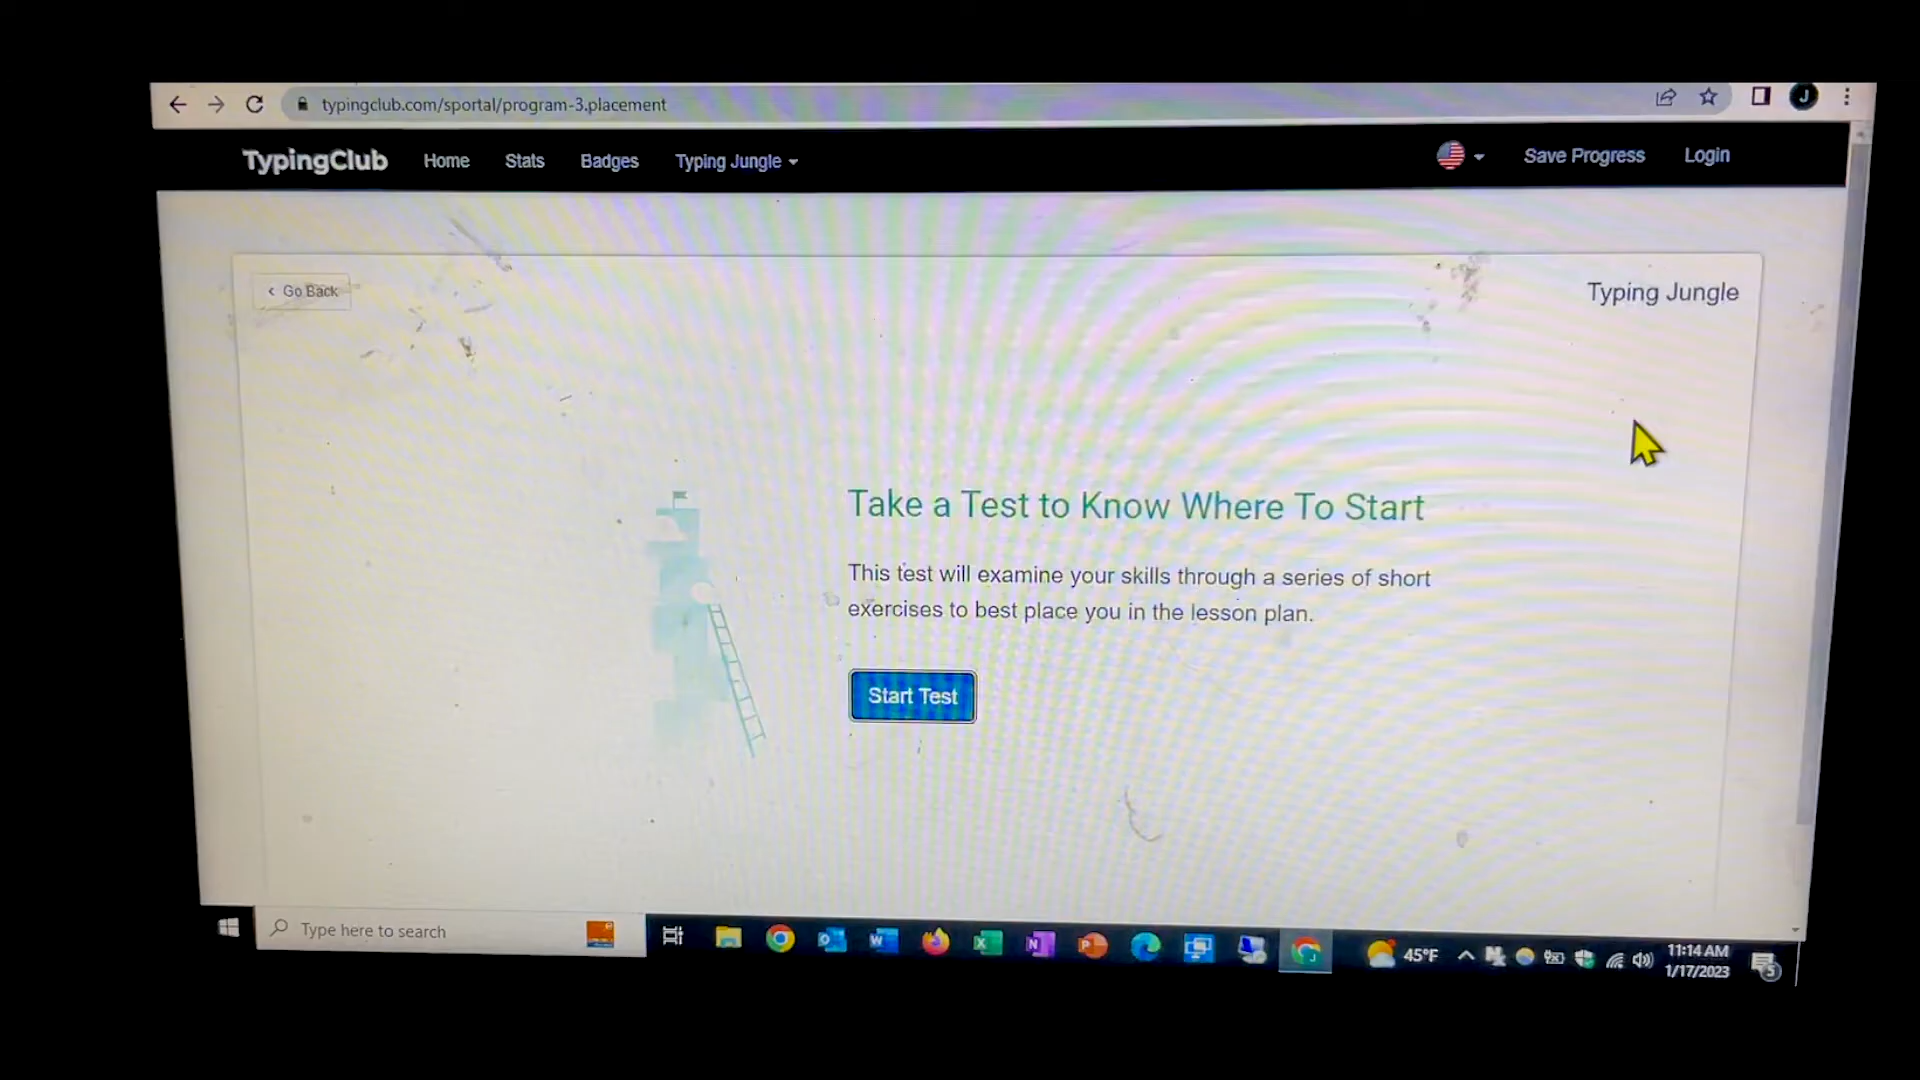 typingclub.com/sportal/program-3.placement
J
TypingClub Home Stats Badges Typing Jungle Save Progress Login
Go Back
Typing Jungle
Take a Test to Know Where To Start
This test will examine your skills through a series of short
exercises to best place you in the lesson plan.
Start Test
Type here to search
45°F
11:14 AM
1/17/2023
5